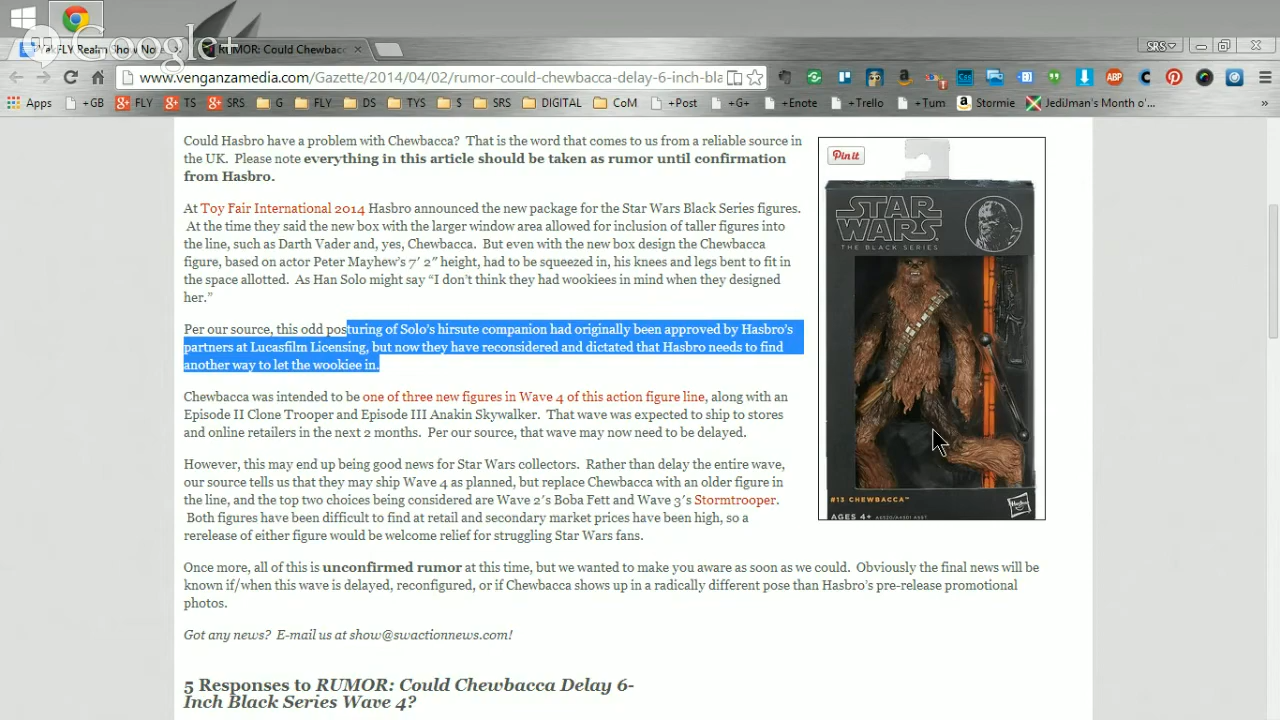 Google+
YakFLY Realm Show Note
RUMOR: Could Chewbacc
SRS
www.venganzamedia.com/Gazette/2014/04/02/rumor-could-chewbacca-delay-6-inch-bla
Apps
+GB
FLY
TS
SRS
G
FLY
DS
TYS
$
SRS
DIGITAL
CoM
+Post
+G+
+Enote
+Trello
+Tum
Stormie
JediJman's Month o'...
»
Could Hasbro have a problem with Chewbacca? That is the word that comes to us from a reliable source in
the UK. Please note everything in this article should be taken as rumor until confirmation
from Hasbro.
At Toy Fair International 2014 Hasbro announced the new package for the Star Wars Black Series figures.
At the time they said the new box with the larger window area allowed for inclusion of taller figures into
the line, such as Darth Vader and, yes, Chewbacca. But even with the new box design the Chewbacca
figure, based on actor Peter Mayhew's 7′ 2″ height, had to be squeezed in, his knees and legs bent to fit in
the space allotted. As Han Solo might say “I don't think they had wookiees in mind when they designed
her.”
Per our source, this odd posturing of Solo's hirsute companion had originally been approved by Hasbro's
partners at Lucasfilm Licensing, but now they have reconsidered and dictated that Hasbro needs to find
another way to let the wookiee in.
Chewbacca was intended to be one of three new figures in Wave 4 of this action figure line, along with an
Episode II Clone Trooper and Episode III Anakin Skywalker. That wave was expected to ship to stores
and online retailers in the next 2 months. Per our source, that wave may now need to be delayed.
However, this may end up being good news for Star Wars collectors. Rather than delay the entire wave,
our source tells us that they may ship Wave 4 as planned, but replace Chewbacca with an older figure in
the line, and the top two choices being considered are Wave 2′s Boba Fett and Wave 3′s Stormtrooper.
Both figures have been difficult to find at retail and secondary market prices have been high, so a
rerelease of either figure would be welcome relief for struggling Star Wars fans.
Once more, all of this is unconfirmed rumor at this time, but we wanted to make you aware as soon as we could. Obviously the final news will be
known if/when this wave is delayed, reconfigured, or if Chewbacca shows up in a radically different pose than Hasbro's pre-release promotional
photos.
Got any news? E-mail us at show@swactionnews.com!
5 Responses to RUMOR: Could Chewbacca Delay 6-
Inch Black Series Wave 4?
Pin it
STAR
WARS
THE BLACK SERIES
#13 CHEWBACCA™
Hasbro
AGES 4+
ABP
Css